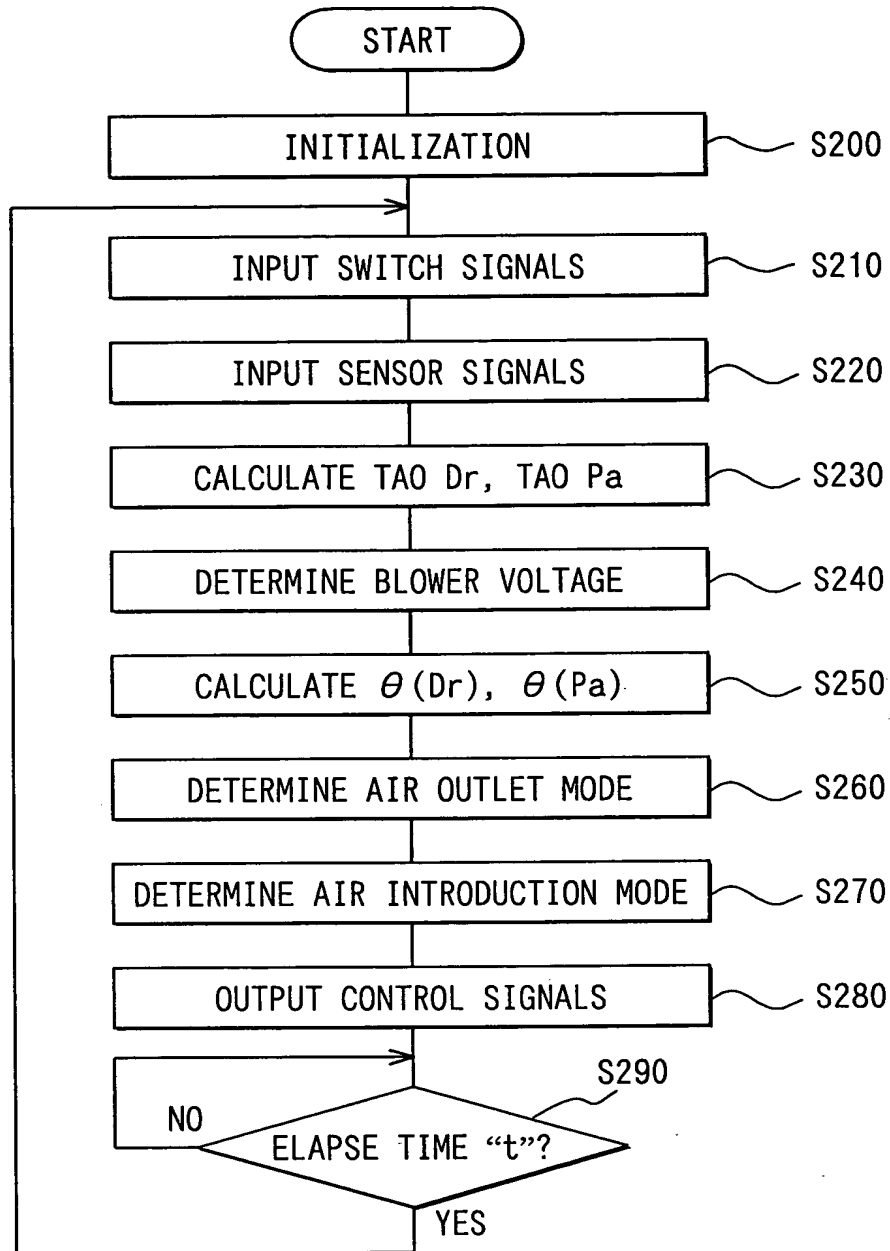 START
INITIALIZATION S200
INPUT SWITCH SIGNALS S210
INPUT SENSOR SIGNALS S220
CALCULATE TAO Dr, TAO Pa S230
DETERMINE BLOWER VOLTAGE S240
CALCULATE θ(Dr), θ(Pa) S250
DETERMINE AIR OUTLET MODE S260
DETERMINE AIR INTRODUCTION MODE S270
OUTPUT CONTROL SIGNALS S280
S290
NO
ELAPSE TIME “t”?
YES